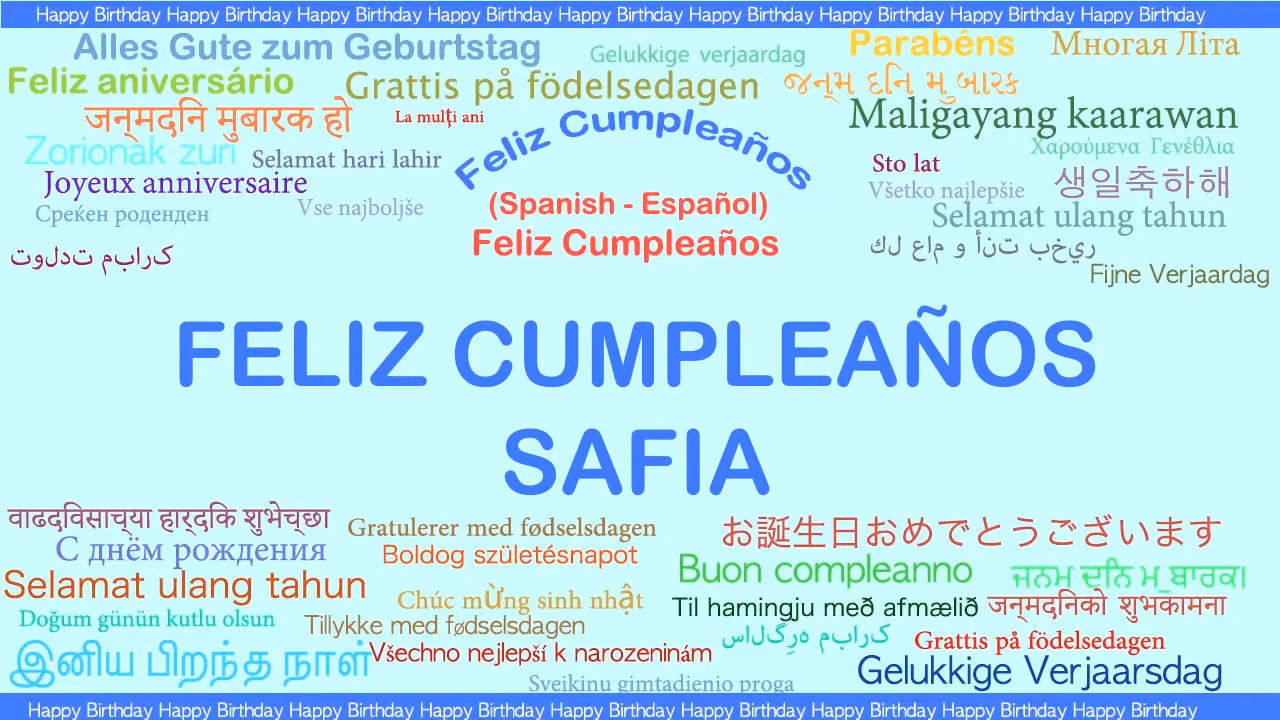 Happy Birthday Happy Birthday Happy Birthday Happy Birthday Happy Birthday Happy Birthday Happy Birthday Happy Birthday Happy Birthday
Alles Gute zum Geburtstag
Gelukkige verjaardag
Parabéns
Многая Літа
Feliz aniversário
Grattis på födelsedagen
જન્મ દનિ મુબારક
जन्मदनि मुबारक हो
La mulţi ani
Feliz Cumpleaños
Maligayang kaarawan
Zorionak zuri
Selamat hari lahir
Χαρούμενα Γενέθλια
Sto lat
생일축하해
Joyeux anniversaire
Všetko najlepšie
(Spanish - Español)
Среќен роденден
Vse najboljše
Selamat ulang tahun
Feliz Cumpleaños
تولدت مبارک
كل عام و أنت بخير
Fijne Verjaardag
FELIZ CUMPLEAÑOS
SAFIA
वाढदविसाच्या हार्दकि शुभेच्छा
Gratulerer med fødselsdagen
お誕生日おめでとうございます
С днём рождения
Boldog születésnapot
Buon compleanno
ਜਨਮ ਦਨਿ ਮੁਬਾਰਕ।
Selamat ulang tahun
Chúc mừng sinh nhật
Til hamingju með afmælið
जन्मदनिको शुभकामना
Doğum günün kutlu olsun
Tillykke med fødselsdagen
سالگرہ مبارک
Grattis på födelsedagen
இனிய பிறந்த நாள்
Všechno nejlepší k narozeninám
Gelukkige Verjaarsdag
Sveikinu gimtadienio proga
Happy Birthday Happy Birthday Happy Birthday Happy Birthday Happy Birthday Happy Birthday Happy Birthday Happy Birthday Happy Birthday